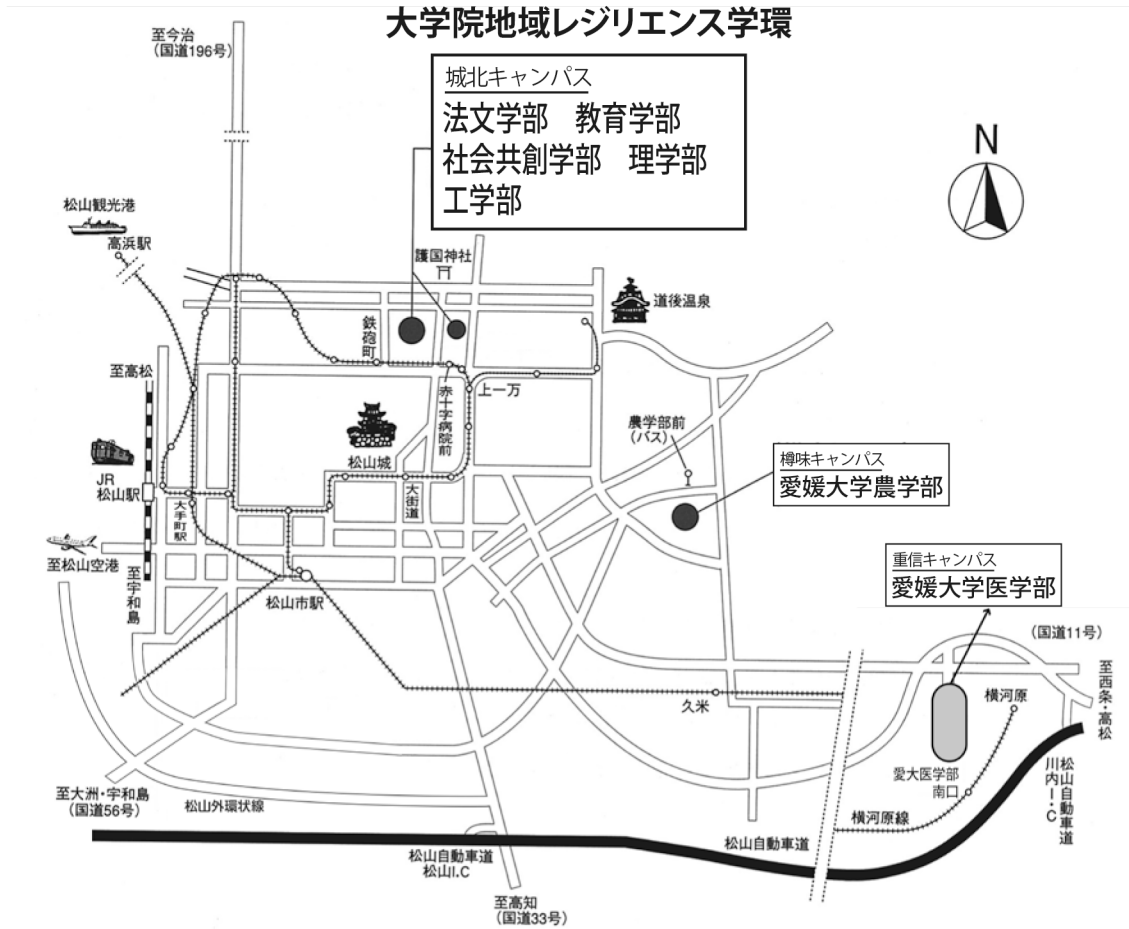 大学院地域レジリエンス学環
至今治
(国道196号)
城北キャンパス
法文学部 教育学部
社会共創学部 理学部
工学部
N
松山観光港
高浜駅
護国神社
道後温泉
鉄砲町
至高松
赤十字病院前
上一万
農学部前
(バス)
樽味キャンパス
愛媛大学農学部
松山城
JR
松山駅
大手町駅
大街道
至松山空港
至宇和島
松山市駅
重信キャンパス
愛媛大学医学部
(国道11号)
至西条・高松
久米
横河原
愛大医学部
南口
松山自動車道
川内I・C
至大洲・宇和島
(国道56号)
松山外環状線
横河原線
松山自動車道
松山自動車道
松山I.C
至高知
(国道33号)